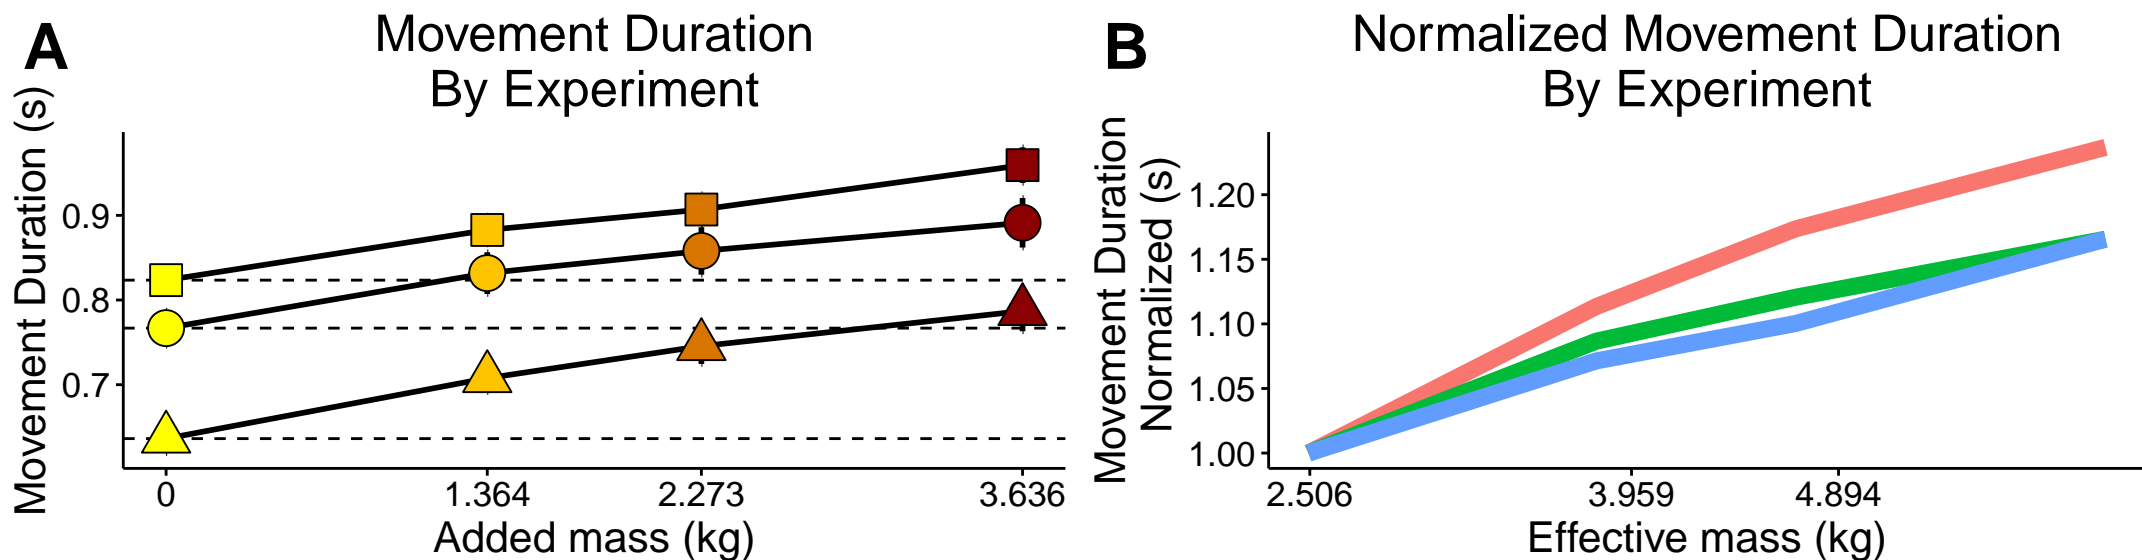 A
Movement Duration
By Experiment
Movement Duration (s)
0.9
0.8
0.7
0
1.364
2.273
3.636
Added mass (kg)
B
Normalized Movement Duration
By Experiment
Movement Duration
Normalized (s)
1.20
1.15
1.10
1.05
1.00
2.506
3.959
4.894
Effective mass (kg)